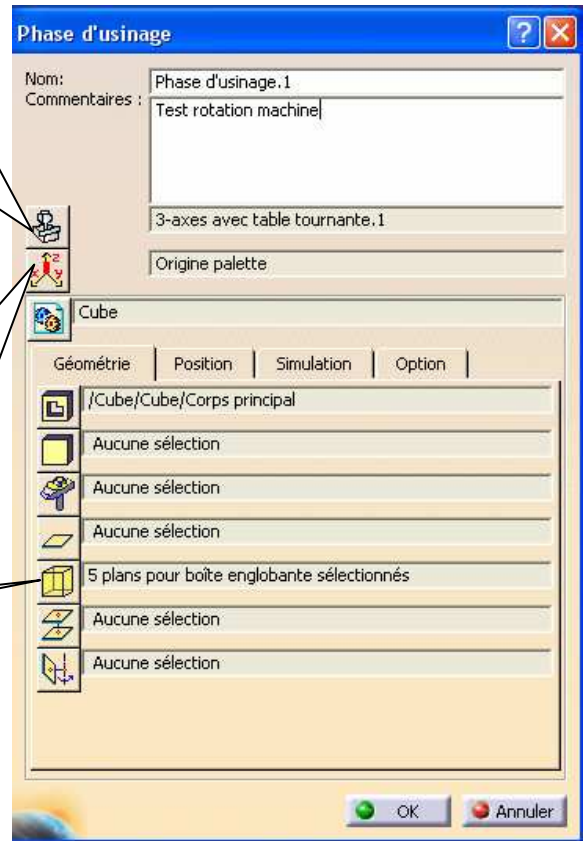 Phase d'usinage
Nom: Phase d'usinage.1
Commentaires : Test rotation machine
3-axes avec table tournante.1
Origine palette
Cube
Géométrie Position Simulation Option
/Cube/Cube/Corps principal
Aucune sélection
Aucune sélection
Aucune sélection
5 plans pour boîte englobante sélectionnés
Aucune sélection
Aucune sélection
OK Annuler